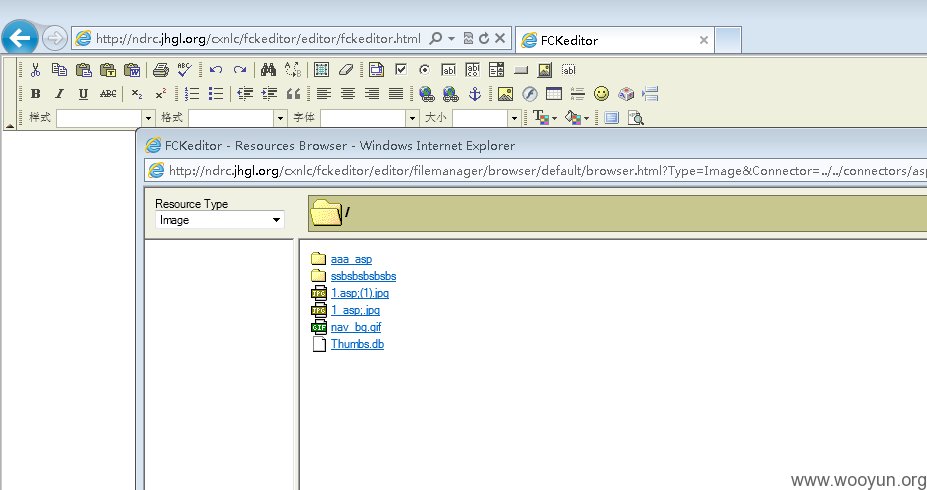 http://ndrc.jhgl.org/cxnlc/fckeditor/editor/fckeditor.html
FCKeditor
样式
格式
字体
大小
FCKeditor - Resources Browser - Windows Internet Explorer
http://ndrc.jhgl.org/cxnlc/fckeditor/editor/filemanager/browser/default/browser.html?Type=Image&Connector=../../connectors/asp
Resource Type
Image
/
aaa_asp
ssbsbsbsbsbs
1.asp;(1).jpg
1_asp;.jpg
nav_bg.gif
Thumbs.db
www.wooyun.org